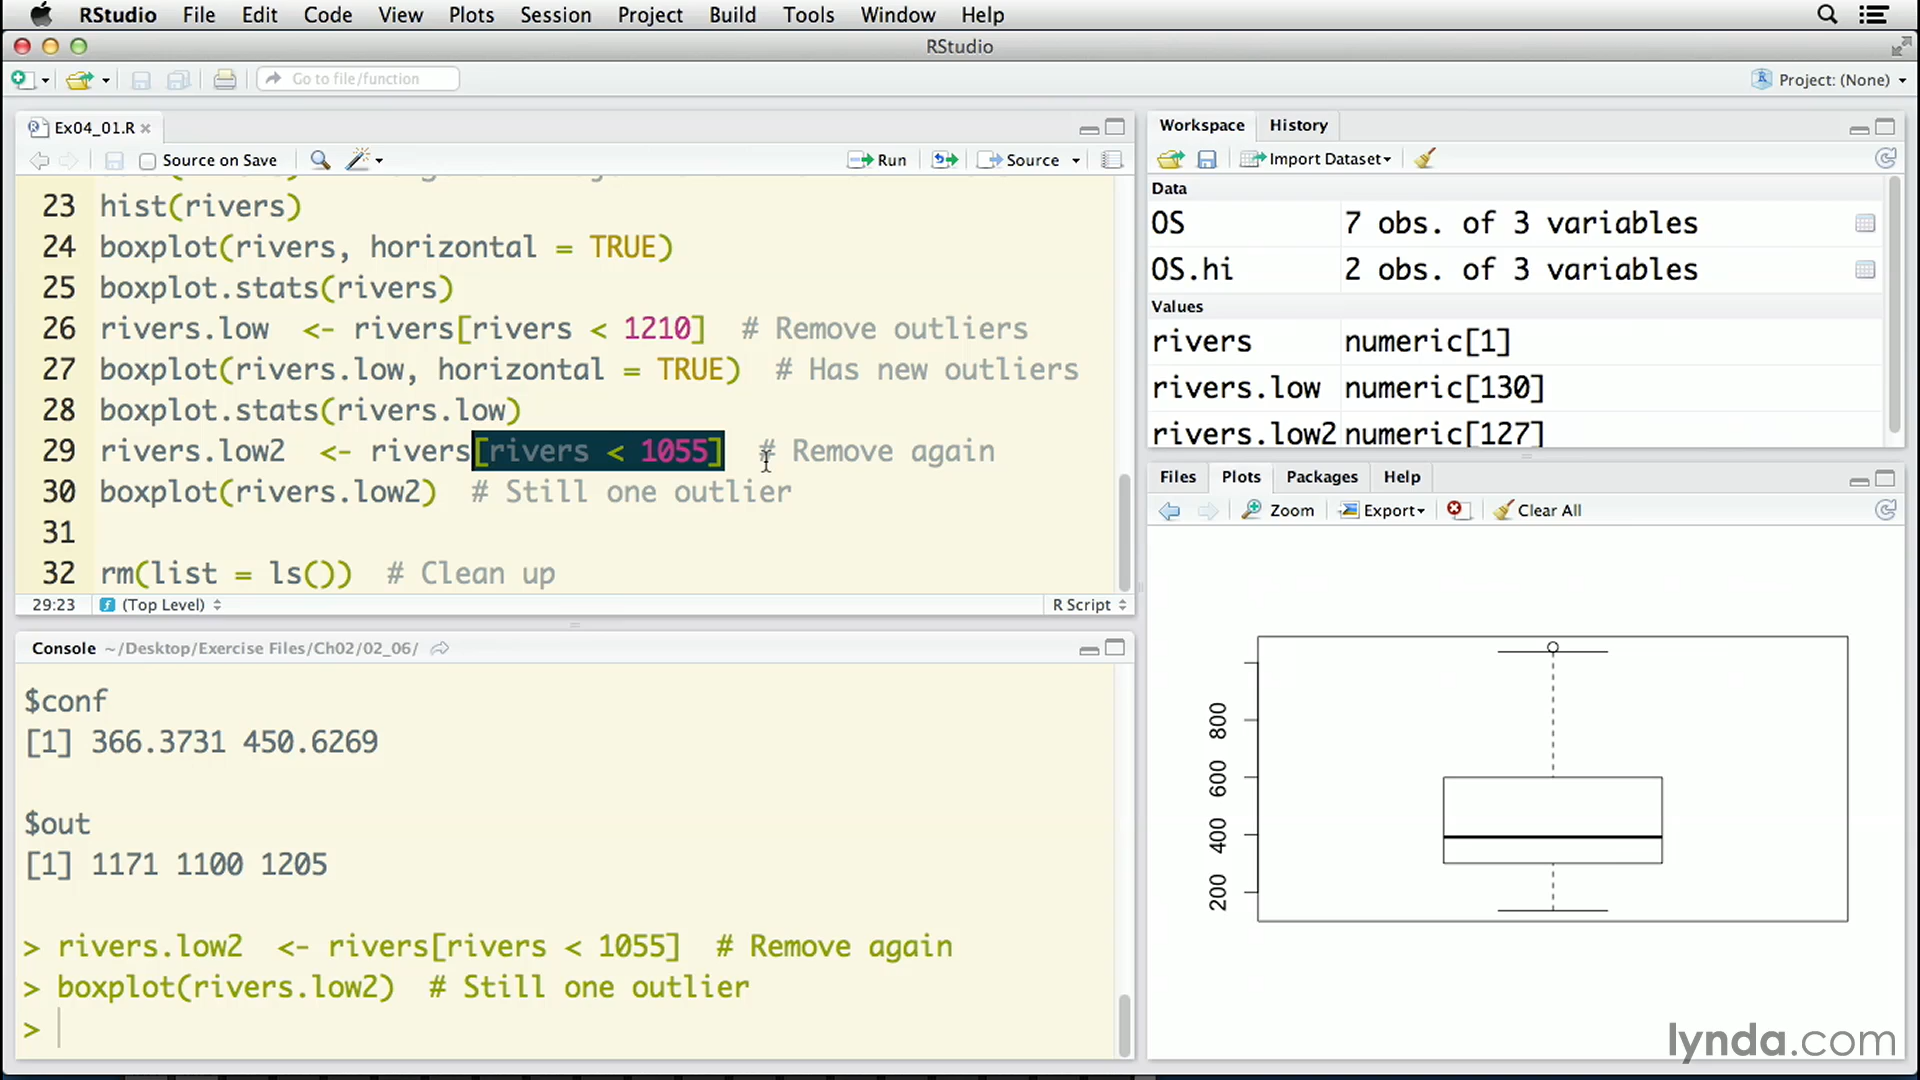 RStudio File Edit Code View Plots Session Project Build Tools Window Help
RStudio
Go to file/function
Project: (None)
Ex04_01.R
Source on Save Run Source
23 hist(rivers)
24 boxplot(rivers, horizontal = TRUE)
25 boxplot.stats(rivers)
26 rivers.low <- rivers[rivers < 1210] # Remove outliers
27 boxplot(rivers.low, horizontal = TRUE) # Has new outliers
28 boxplot.stats(rivers.low)
29 rivers.low2 <- rivers[rivers < 1055] # Remove again
30 boxplot(rivers.low2) # Still one outlier
31
32 rm(list = ls()) # Clean up
29:23 (Top Level) R Script
Console ~/Desktop/Exercise Files/Ch02/02_06/
$conf
[1] 366.3731 450.6269
$out
[1] 1171 1100 1205
> rivers.low2 <- rivers[rivers < 1055] # Remove again
> boxplot(rivers.low2) # Still one outlier
>
Workspace History
Import Dataset
Data
OS 7 obs. of 3 variables
OS.hi 2 obs. of 3 variables
Values
rivers numeric[1]
rivers.low numeric[130]
rivers.low2 numeric[127]
Files Plots Packages Help
Zoom Export Clear All
800
600
400
200
lynda.com